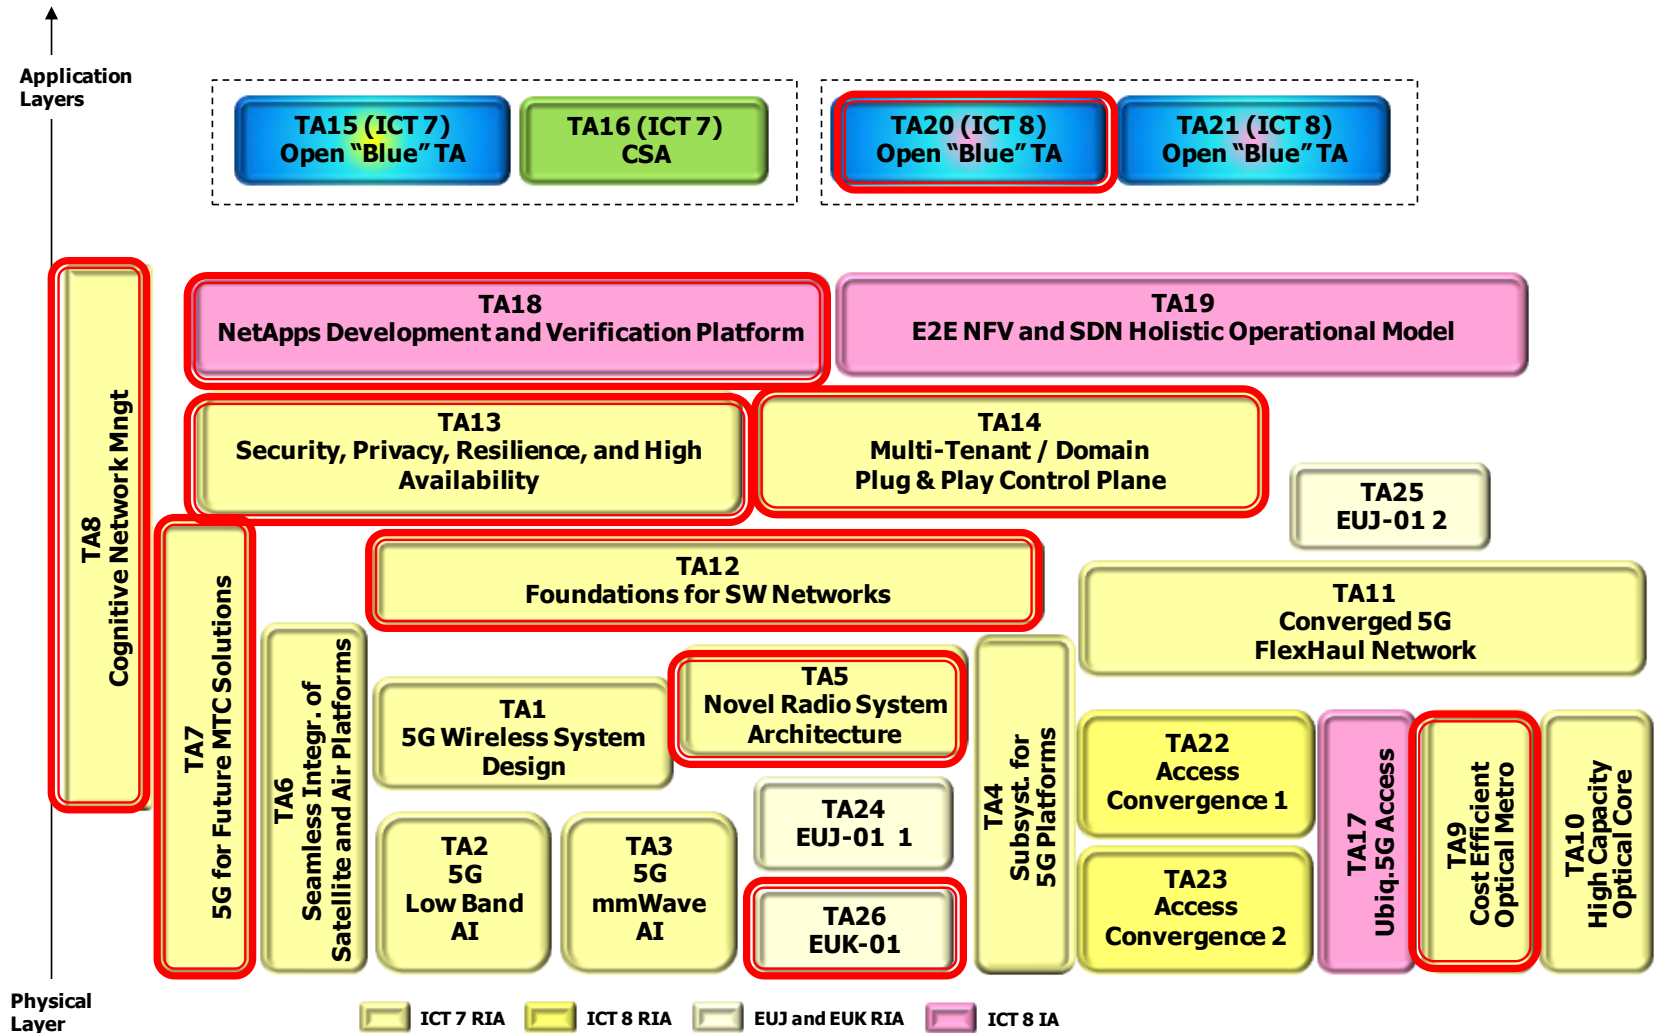 Application
Layers
TA15 (ICT 7)
Open “Blue” TA
TA16 (ICT 7)
CSA
TA20 (ICT 8)
Open “Blue” TA
TA21 (ICT 8)
Open “Blue” TA
TA8
Cognitive Network Mngt
TA18
NetApps Development and Verification Platform
TA19
E2E NFV and SDN Holistic Operational Model
TA13
Security, Privacy, Resilience, and High
Availability
TA14
Multi-Tenant / Domain
Plug & Play Control Plane
TA25
EUJ-01 2
TA7
5G for Future MTC Solutions
TA12
Foundations for SW Networks
TA11
Converged 5G
FlexHaul Network
TA6
Seamless Integr. of
Satellite and Air Platforms
TA1
5G Wireless System
Design
TA5
Novel Radio System
Architecture
TA4
Subsyst. for
5G Platforms
TA22
Access
Convergence 1
TA17
Ubiq.5G Access
TA9
Cost Efficient
Optical Metro
TA10
High Capacity
Optical Core
TA2
5G
Low Band
AI
TA3
5G
mmWave
AI
TA24
EUJ-01 1
TA26
EUK-01
TA23
Access
Convergence 2
Physical
Layer
ICT 7 RIA
ICT 8 RIA
EUJ and EUK RIA
ICT 8 IA